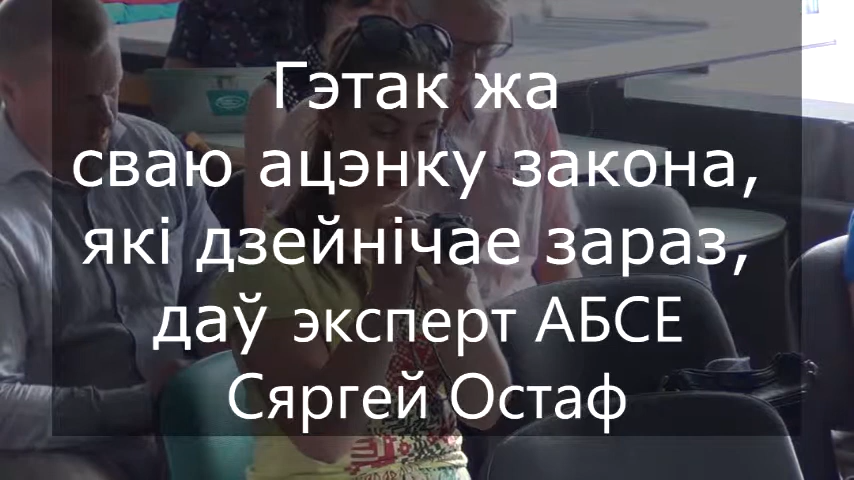 Гэтак жа
сваю ацэнку закона,
які дзейнічае зараз,
даў эксперт АБСЕ
Сяргей Остаф